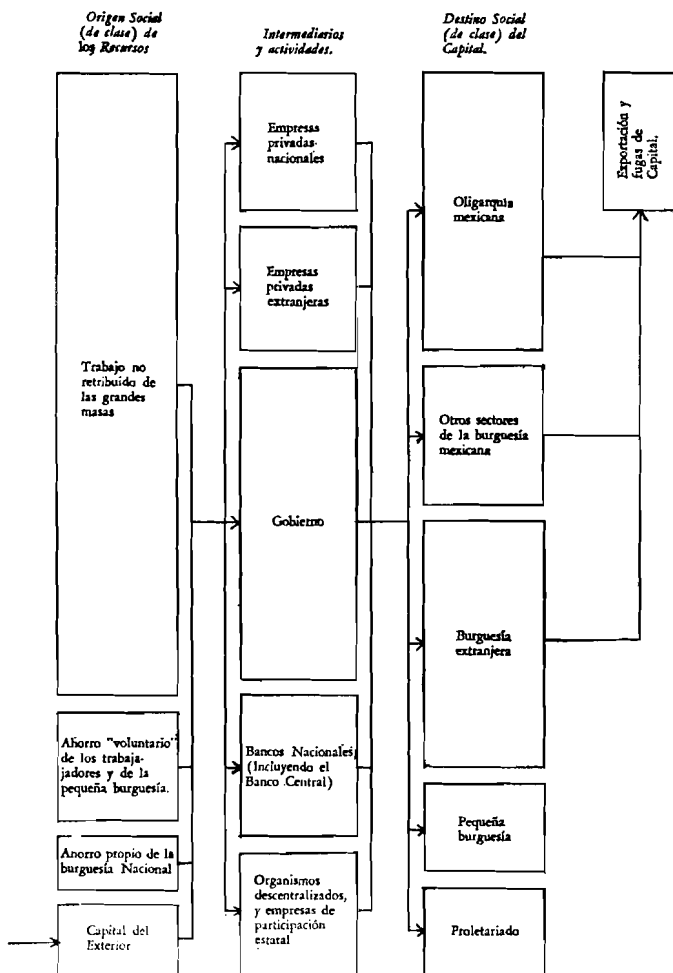 Origen Social
(de clase) de
los Recursos
Intermediarios
y actividades.
Destino Social
(de clase) del
Capital.
Trabajo no
retribuido de
las grandes
masas
Ahorro "voluntario"
de los trabaja-
jadores y de la
pequeña burguesía.
Ahorro propio de la
burguesía Nacional
Capital del
Exterior
Empresas
privadas
nacionales
Empresas
privadas
extranjeras
Gobierno
Bancos Nacionales
(Incluyendo el
Banco Central)
Organismos
descentralizados,
y empresas de
participación
estatal
Oligarquía
mexicana
Otros sectores
de la burguesía
mexicana
Burguesía
extranjera
Pequeña
burguesía
Proletariado
Exportación y
fugas de
Capital.